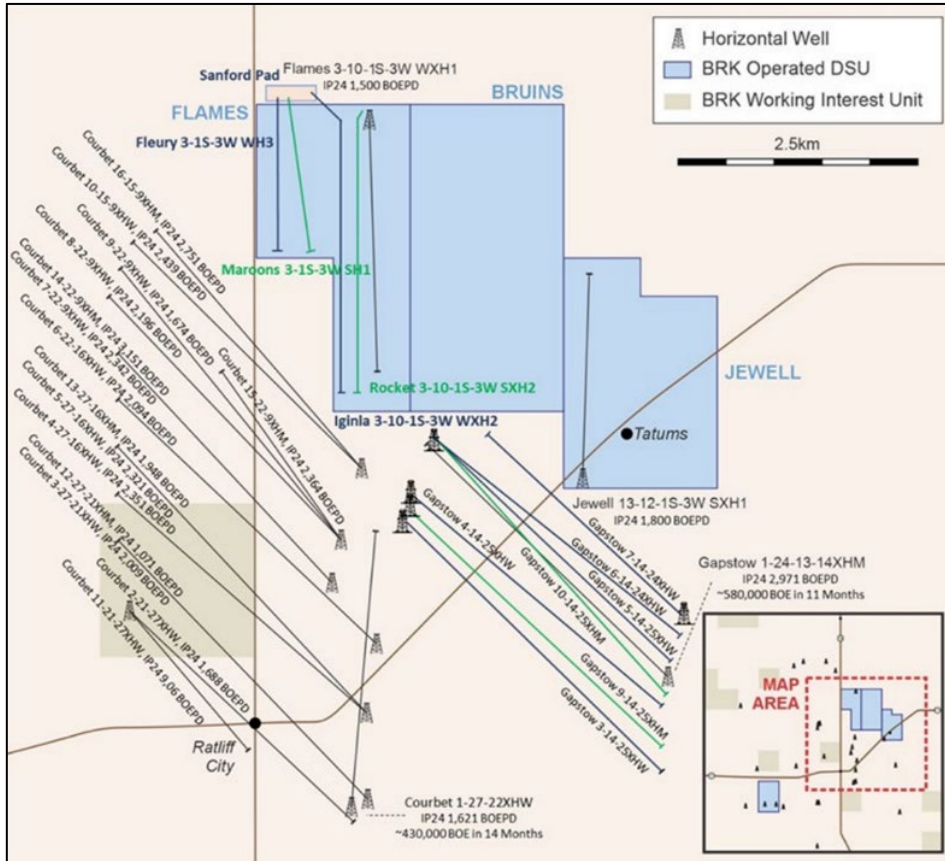 Horizontal Well
BRK Operated DSU
BRK Working Interest Unit
2.5km
Sanford Pad
Flames 3-10-1S-3W WXH1
IP24 1,500 BOEPD
BRUINS
FLAMES
Fleury 3-1S-3W WH3
Maroons 3-1S-3W SH1
Rocket 3-10-1S-3W SXH2
Iginla 3-10-1S-3W WXH2
JEWELL
Tatums
Jewell 13-12-1S-3W SXH1
IP24 1,800 BOEPD
Courbet 16-15-9XHM, IP24 2,751 BOEPD
Courbet 10-15-9XHW, IP24 2,439 BOEPD
Courbet 9-22-9XHW, IP24 1,674 BOEPD
Courbet 8-22-9XHW, IP24 2,196 BOEPD
Courbet 15-22-9XHM, IP24 2,364 BOEPD
Courbet 14-22-9XHM, IP24 3,151 BOEPD
Courbet 7-22-9XHW, IP24 2,342 BOEPD
Courbet 6-22-16XHW, IP24 2,094 BOEPD
Courbet 13-27-16XHM, IP24 1,948 BOEPD
Courbet 5-27-16XHW, IP24 2,321 BOEPD
Courbet 4-27-16XHW, IP24 2,351 BOEPD
Courbet 12-27-21XHM, IP24 1,071 BOEPD
Courbet 3-27-21XHW, IP24 2,009 BOEPD
Courbet 2-21-27XHW, IP24 1,688 BOEPD
Courbet 11-21-27XHW, IP24 9,06 BOEPD
Gapstow 7-14-24XHW
Gapstow 6-14-24XHW
Gapstow 5-14-25XHW
Gapstow 10-14-25XHM
Gapstow 4-14-25XHW
Gapstow 9-14-25XHM
Gapstow 3-14-25XHW
Gapstow 1-24-13-14XHM
IP24 2,971 BOEPD
~580,000 BOE in 11 Months
Ratliff
City
Courbet 1-27-22XHW
IP24 1,621 BOEPD
~430,000 BOE in 14 Months
MAP
AREA